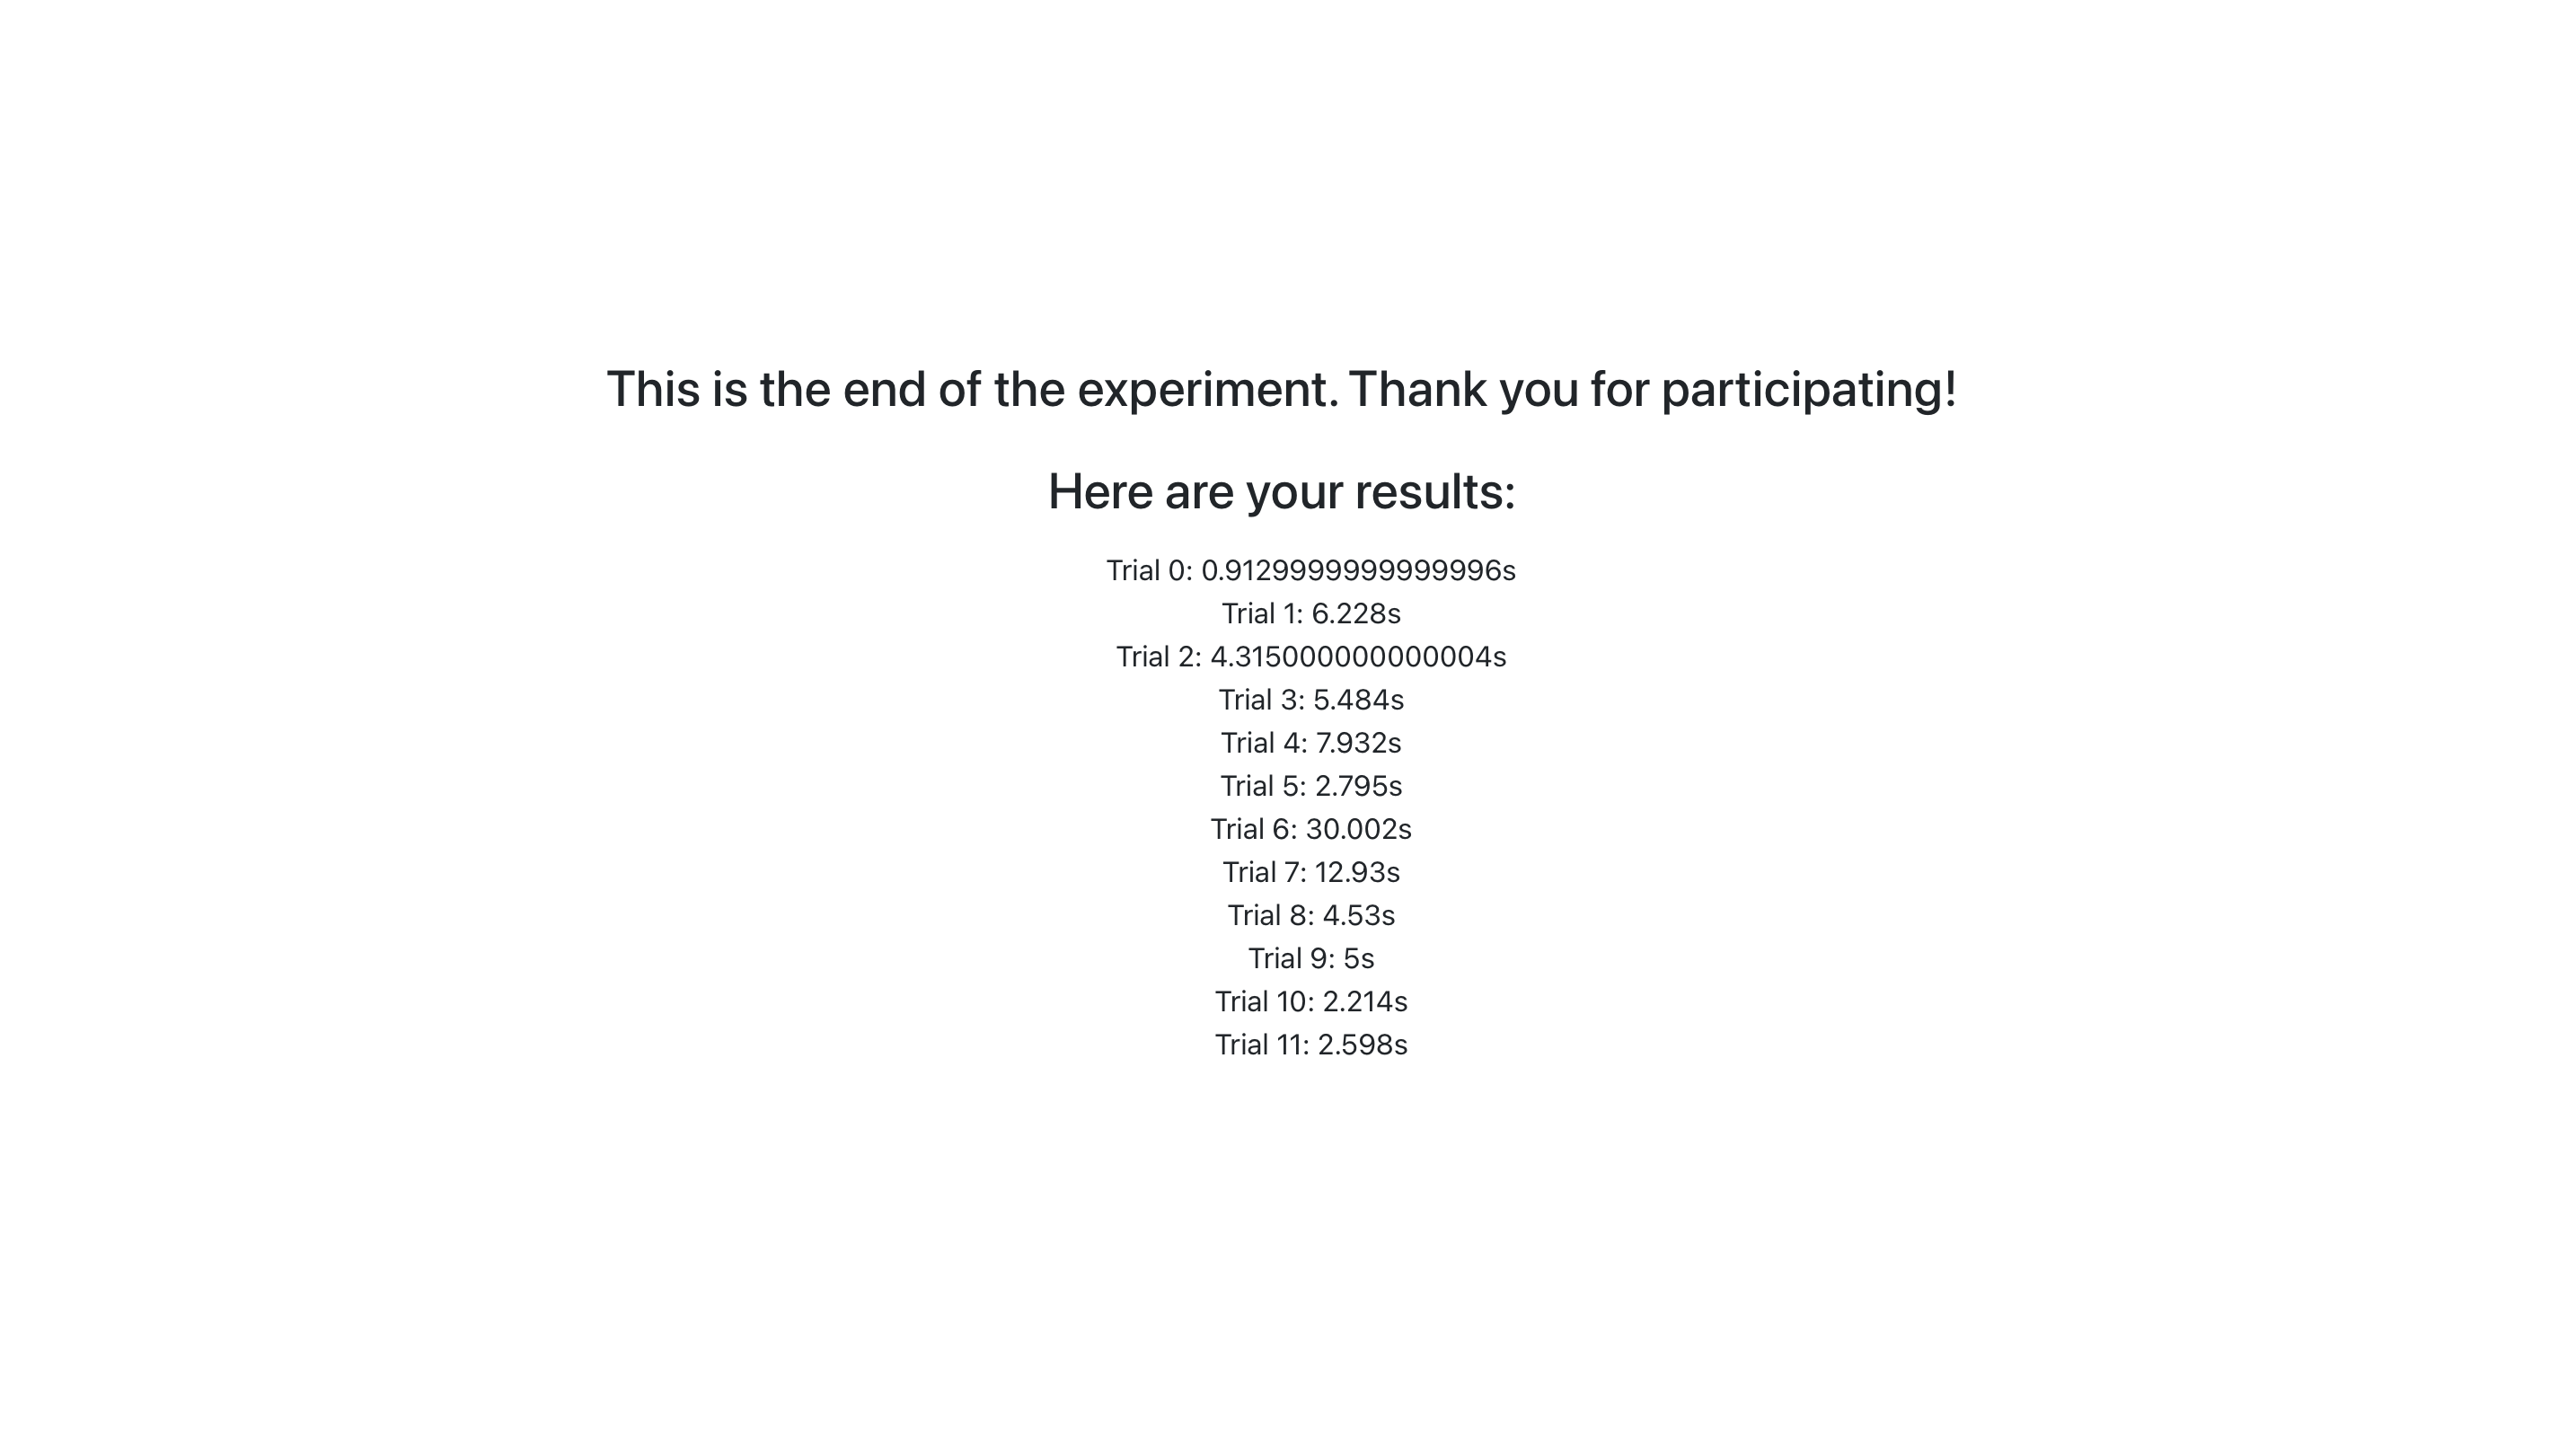 This is the end of the experiment. Thank you for participating!
Here are your results:
Trial 0: 0.9129999999999996s
Trial 1: 6.228s
Trial 2: 4.315000000000004s
Trial 3: 5.484s
Trial 4: 7.932s
Trial 5: 2.795s
Trial 6: 30.002s
Trial 7: 12.93s
Trial 8: 4.53s
Trial 9: 5s
Trial 10: 2.214s
Trial 11: 2.598s